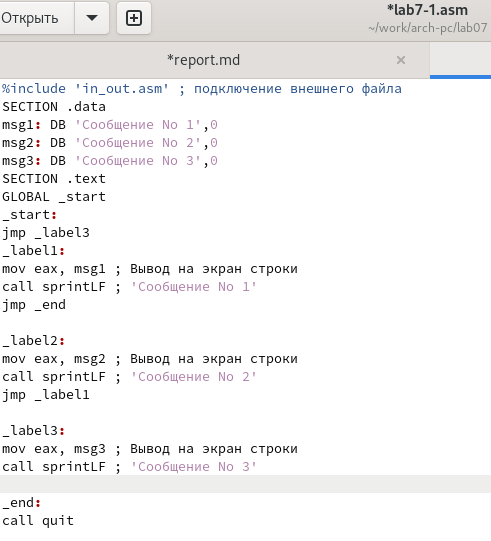 Открыть
*lab7-1.asm
~/work/arch-pc/lab07
*report.md
%include 'in_out.asm' ; подключение внешнего файла
SECTION .data
msg1: DB 'Сообщение No 1',0
msg2: DB 'Сообщение No 2',0
msg3: DB 'Сообщение No 3',0
SECTION .text
GLOBAL _start
_start:
jmp _label3
_label1:
mov eax, msg1 ; Вывод на экран строки
call sprintLF ; 'Сообщение No 1'
jmp _end
_label2:
mov eax, msg2 ; Вывод на экран строки
call sprintLF ; 'Сообщение No 2'
jmp _label1
_label3:
mov eax, msg3 ; Вывод на экран строки
call sprintLF ; 'Сообщение No 3'
_end:
call quit